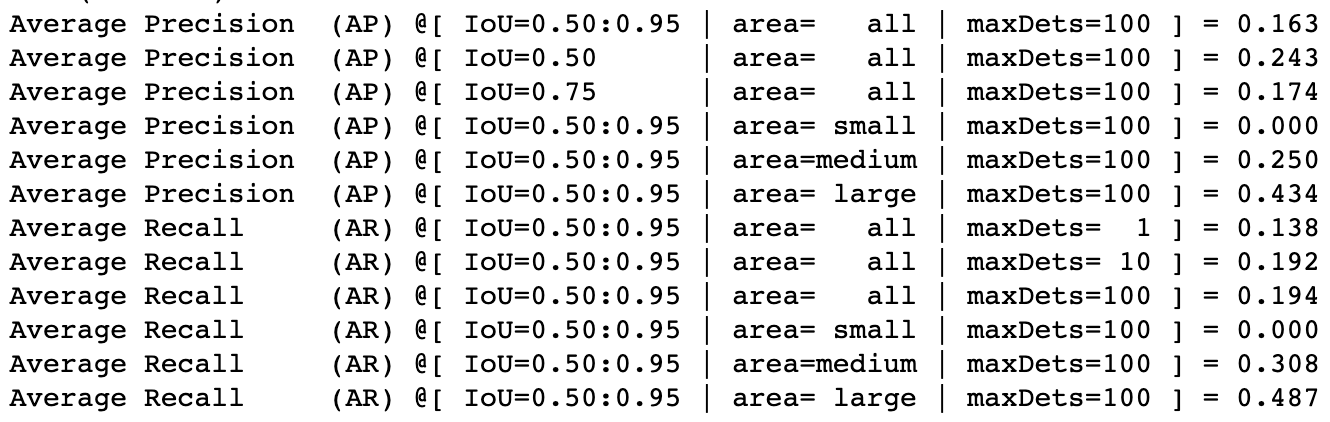 Average Precision  (AP) @[ IoU=0.50:0.95 | area=   all | maxDets=100 ] = 0.163
Average Precision  (AP) @[ IoU=0.50      | area=   all | maxDets=100 ] = 0.243
Average Precision  (AP) @[ IoU=0.75      | area=   all | maxDets=100 ] = 0.174
Average Precision  (AP) @[ IoU=0.50:0.95 | area= small | maxDets=100 ] = 0.000
Average Precision  (AP) @[ IoU=0.50:0.95 | area=medium | maxDets=100 ] = 0.250
Average Precision  (AP) @[ IoU=0.50:0.95 | area= large | maxDets=100 ] = 0.434
Average Recall     (AR) @[ IoU=0.50:0.95 | area=   all | maxDets=  1 ] = 0.138
Average Recall     (AR) @[ IoU=0.50:0.95 | area=   all | maxDets= 10 ] = 0.192
Average Recall     (AR) @[ IoU=0.50:0.95 | area=   all | maxDets=100 ] = 0.194
Average Recall     (AR) @[ IoU=0.50:0.95 | area= small | maxDets=100 ] = 0.000
Average Recall     (AR) @[ IoU=0.50:0.95 | area=medium | maxDets=100 ] = 0.308
Average Recall     (AR) @[ IoU=0.50:0.95 | area= large | maxDets=100 ] = 0.487